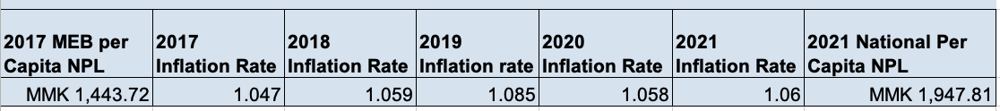 2017 MEB per Capita NPL
2017 Inflation Rate
2018 Inflation Rate
2019 Inflation rate
2020 Inflation Rate
2021 Inflation Rate
2021 National Per Capita NPL
MMK 1,443.72 1.047 1.059 1.085 1.058 1.06 MMK 1,947.81